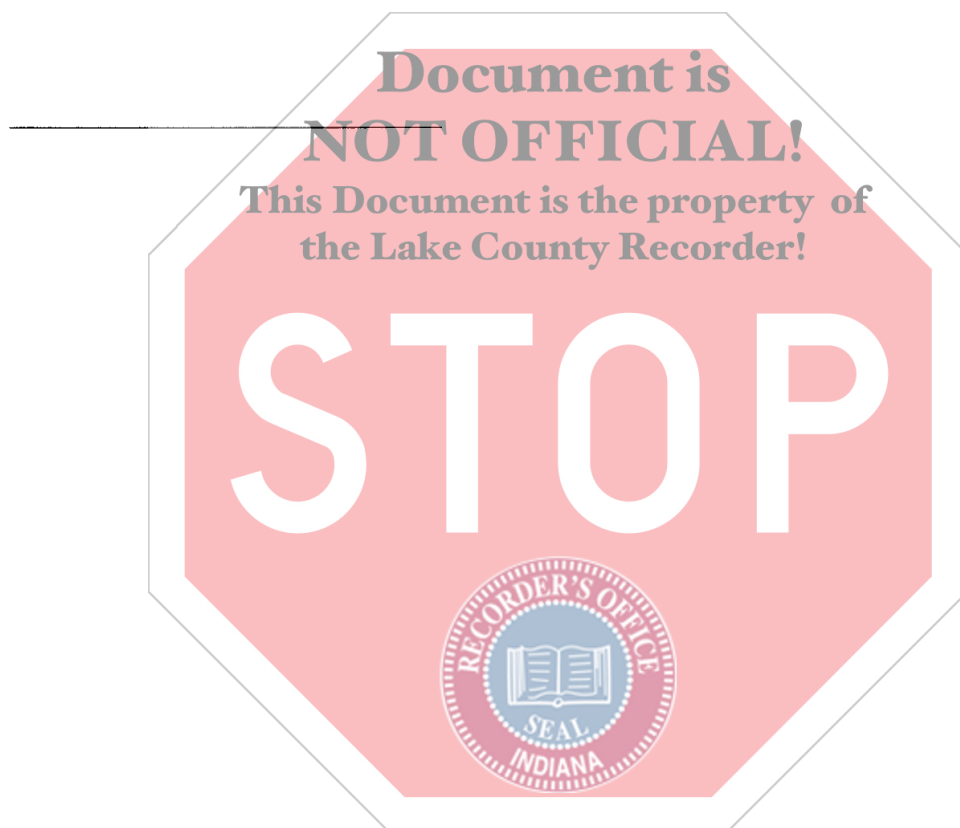 Document is
NOT OFFICIAL!
This Document is the property of
the Lake County Recorder!
STOP
RECORDER'S OFFICE
SEAL
INDIANA